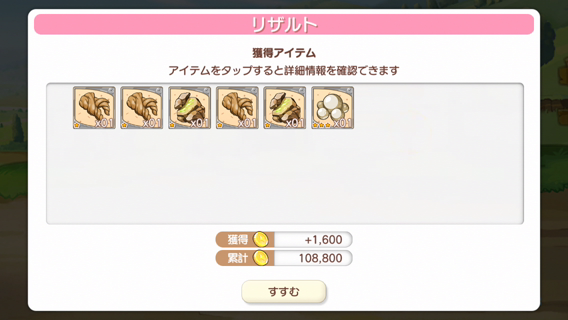 リザルト
獲得アイテム
アイテムをタップすると詳細情報を確認できます
x01 x01 x01 x01 x01 x01
獲得 +1,600
累計 108,800
すすむ